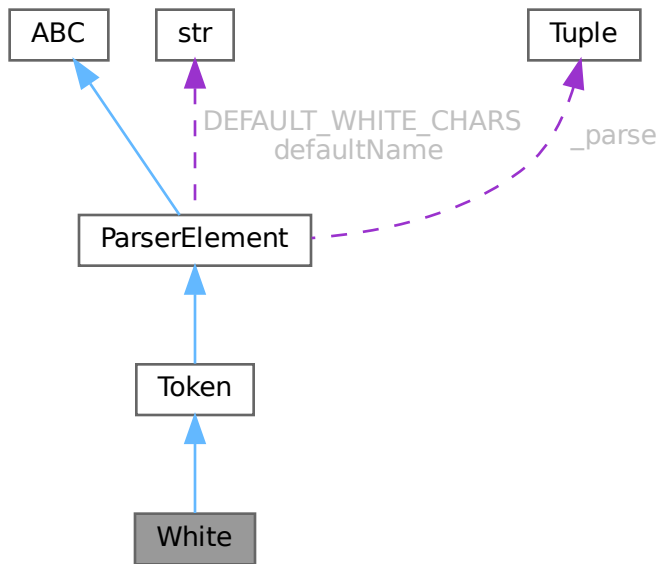 ABC
str
Tuple
DEFAULT_WHITE_CHARS
defaultName
_parse
ParserElement
Token
White